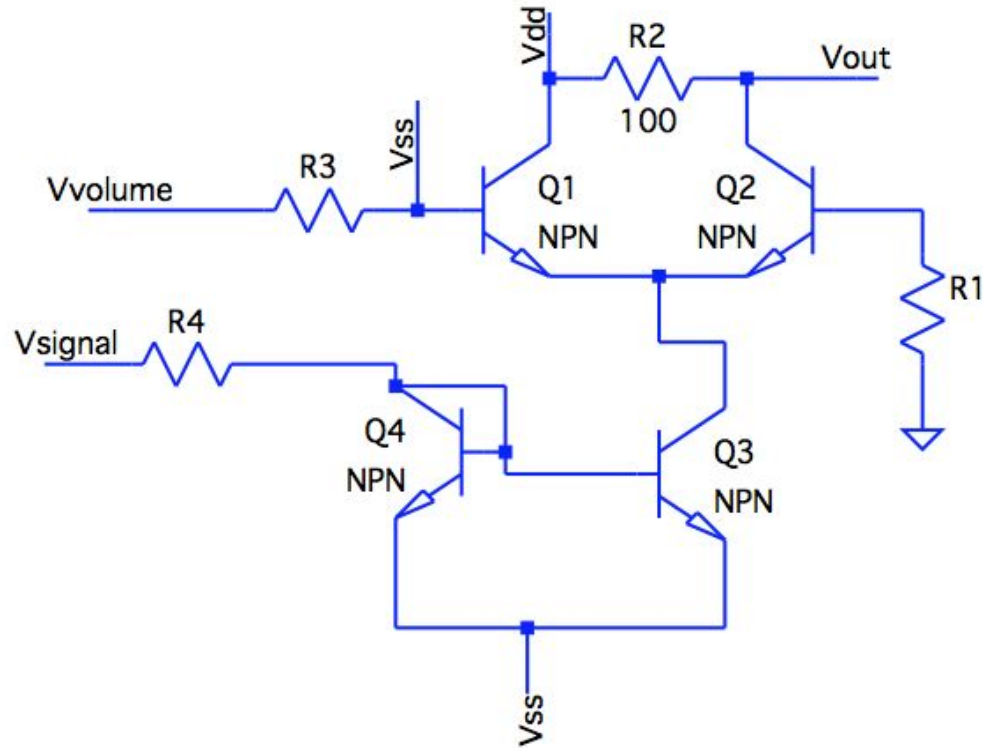 Vdd
R2
Vout
100
Vss
R3
Vvolume
Q1
NPN
Q2
NPN
R1
R4
Vsignal
Q4
NPN
Q3
NPN
Vss